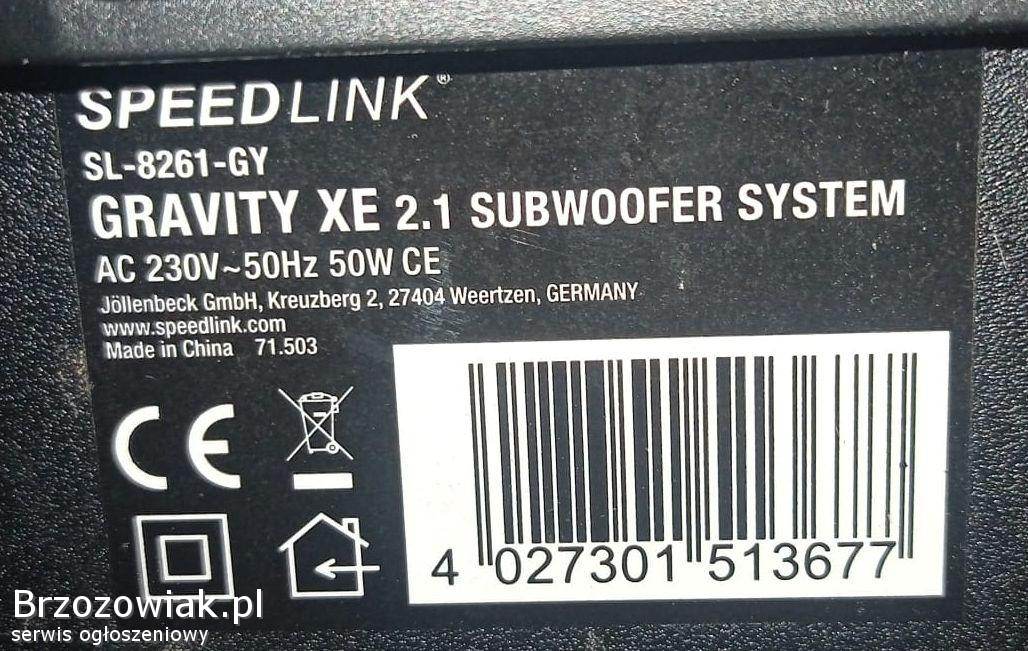 SPEEDLINK®
SL-8261-GY
GRAVITY XE 2.1 SUBWOOFER SYSTEM
AC 230V~50Hz 50W CE
Jöllenbeck GmbH, Kreuzberg 2, 27404 Weertzen, GERMANY
www.speedlink.com
Made in China 71.503
CE
4 027301 513677
Brzozowiak.pl
serwis ogłoszeniowy